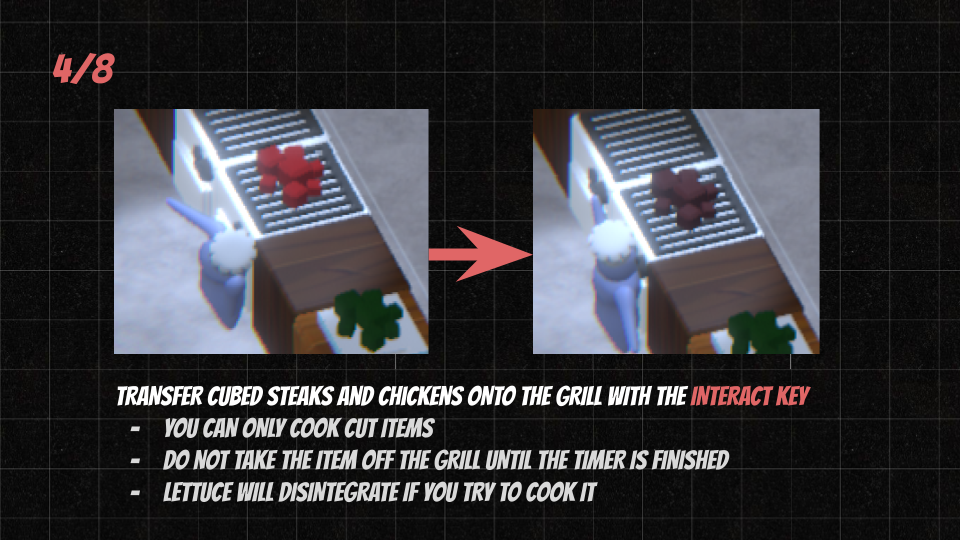 4/8
TRANSFER CUBED STEAKS AND CHICKENS ONTO THE GRILL WITH THE INTERACT KEY
- YOU CAN ONLY COOK CUT ITEMS
- DO NOT TAKE THE ITEM OFF THE GRILL UNTIL THE TIMER IS FINISHED
- LETTUCE WILL DISINTEGRATE IF YOU TRY TO COOK IT